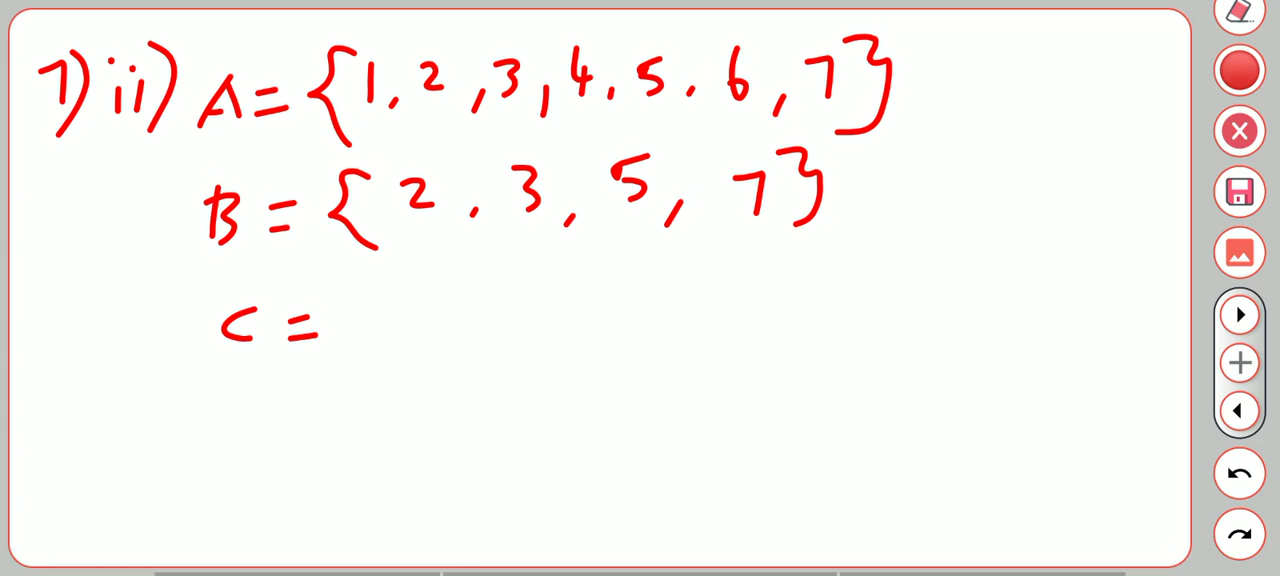 7) ii) A = {1, 2, 3, 4, 5, 6, 7}
B = {2, 3, 5, 7}
C =